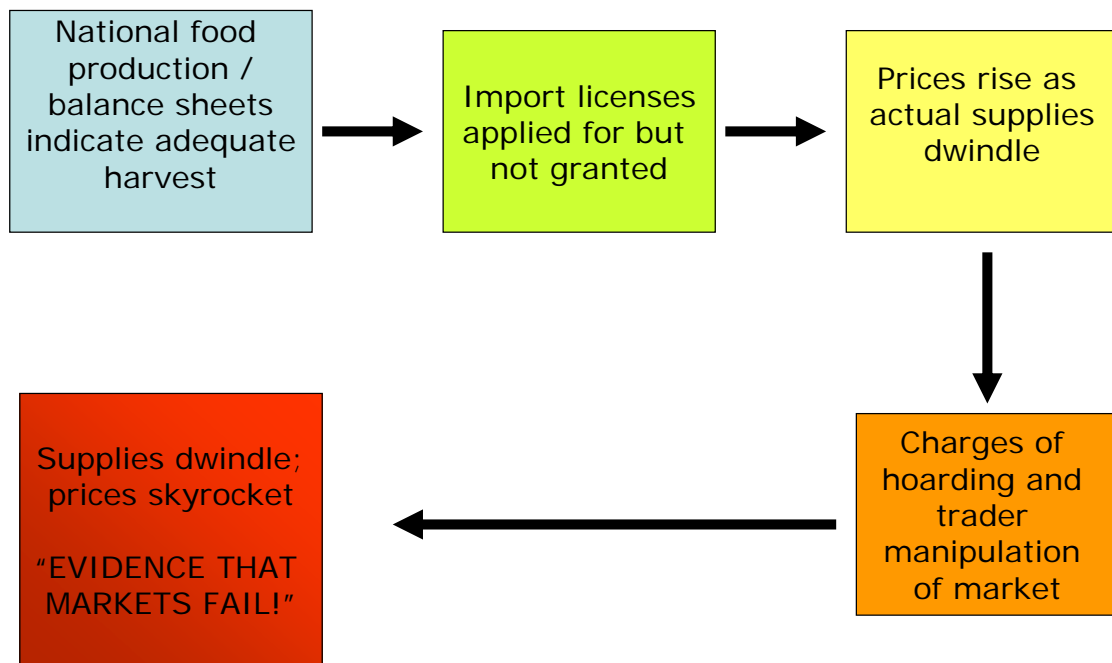 National food
production /
balance sheets
indicate adequate
harvest
Import licenses
applied for but
not granted
Prices rise as
actual supplies
dwindle
Charges of
hoarding and
trader
manipulation
of market
Supplies dwindle;
prices skyrocket
“EVIDENCE THAT
MARKETS FAIL!”